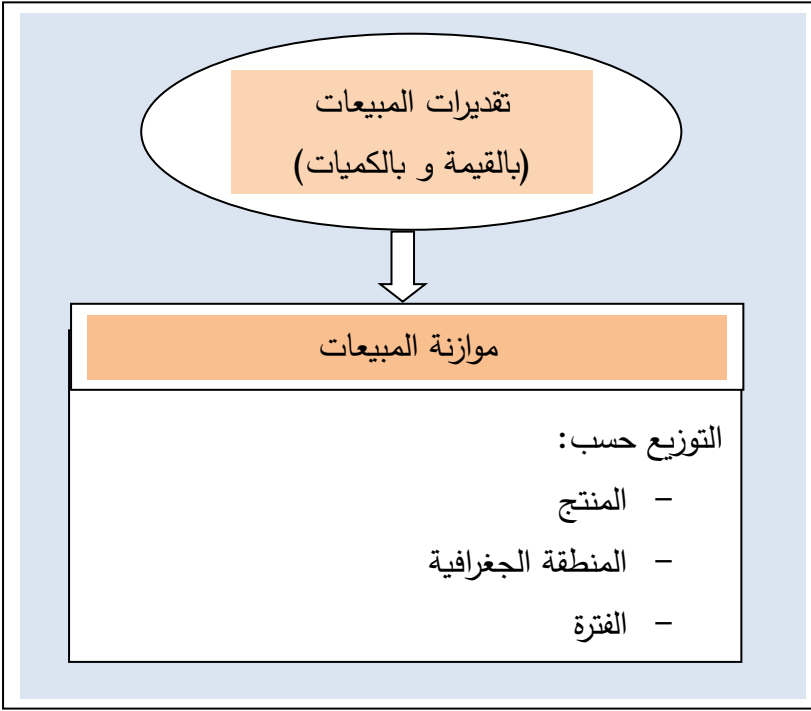 تقديرات المبيعات
(بالقيمة و بالكميات)
موازنة المبيعات
التوزيع حسب:
- المنتج
- المنطقة الجغرافية
- الفترة